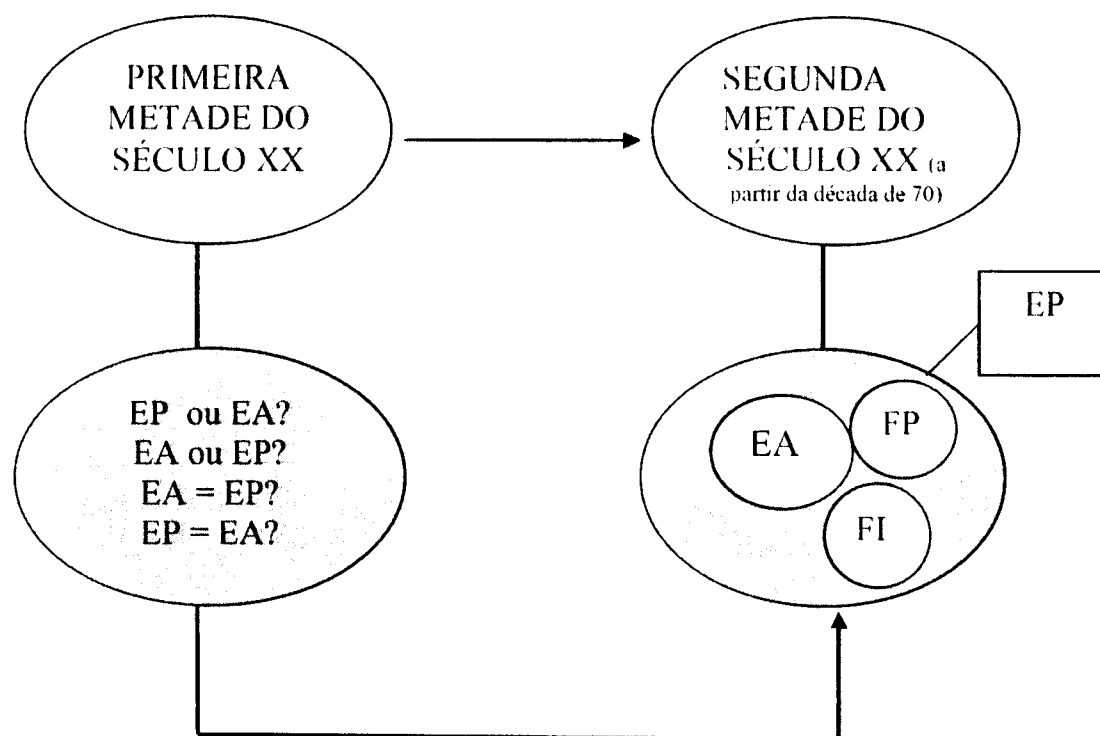 PRIMEIRA
METADE DO
SÉCULO XX
SEGUNDA
METADE DO
SÉCULO XX (a
partir da década de 70)
EP
EP ou EA?
EA ou EP?
EA = EP?
EP = EA?
EA
FP
FI